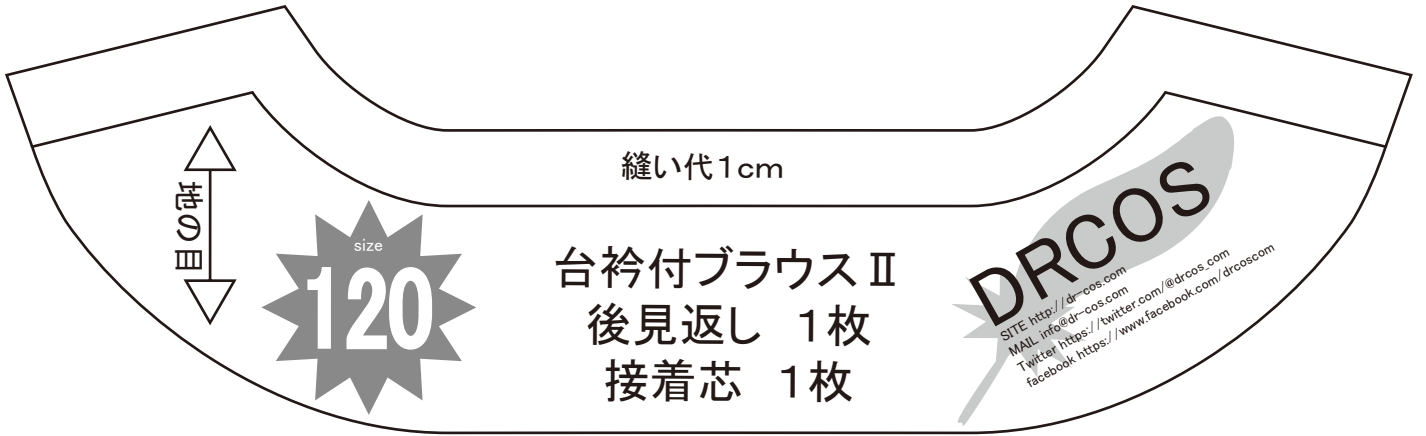 縫い代1cm
地の目
size
120
台衿付ブラウスⅡ
後見返し　1枚
接着芯　1枚
DRCOS
SITE http://dr-cos.com
MAIL info@dr-cos.com
Twitter https://twitter.com/@drcos_com
facebook https://www.facebook.com/drcoscom